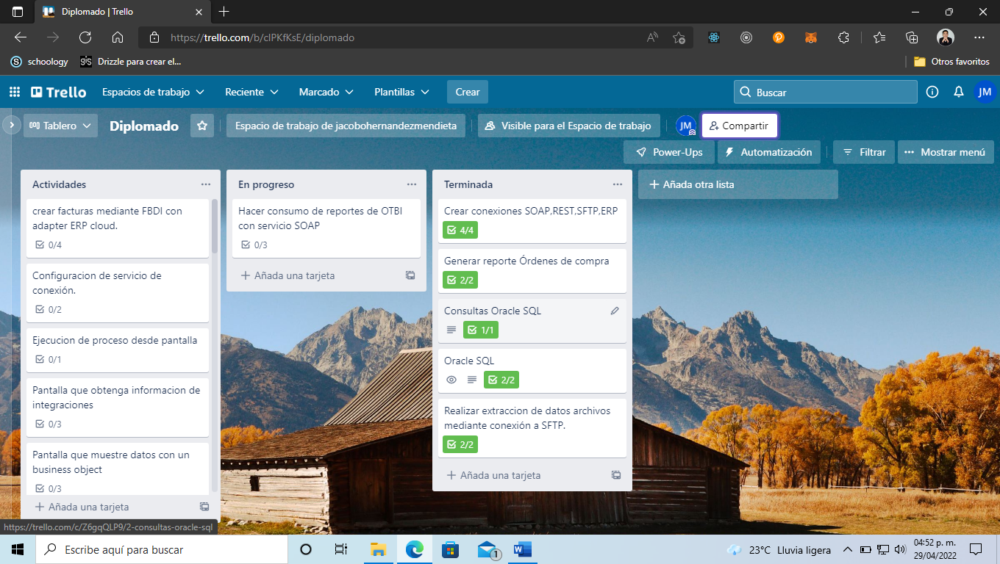 Diplomado | Trello
https://trello.com/b/clPKfKsE/diplomado
schoology
gis
Drizzle para crear el...
Otros favoritos
Trello
Espacios de trabajo
Reciente
Marcado
Plantillas
Crear
Buscar
JM
Tablero
Diplomado
Espacio de trabajo de jacobohernandezmendieta
Visible para el Espacio de trabajo
JM
Compartir
Power-Ups
Automatización
Filtrar
Mostrar menú
Actividades
crear facturas mediante FBDI con
adapter ERP cloud.
0/4
Configuracion de servicio de
conexión.
0/2
Ejecucion de proceso desde pantalla
0/1
Pantalla que obtenga informacion de
integraciones
0/3
Pantalla que muestre datos con un
business object
0/3
Añada una tarjeta
En progreso
Hacer consumo de reportes de OTBI
con servicio SOAP
0/3
Añada una tarjeta
Terminada
Crear conexiones SOAP,REST,SFTP,ERP
4/4
Generar reporte Órdenes de compra
2/2
Consultas Oracle SQL
1/1
Oracle SQL
2/2
Realizar extraccion de datos archivos
mediante conexión a SFTP.
2/2
Añada una tarjeta
Añada otra lista
https://trello.com/c/Z6gqQLP9/2-consultas-oracle-sql
Escribe aquí para buscar
1
23°C Lluvia ligera
04:52 p. m.
29/04/2022